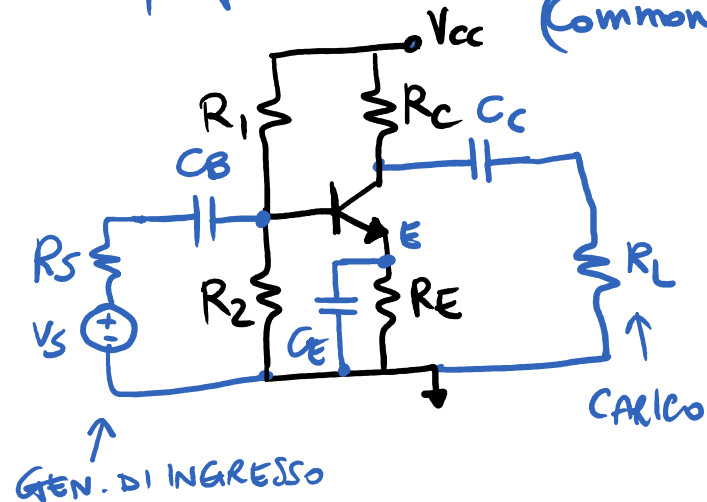 (Common
Vcc
R1
RC
CC
CB
E
RS
R2
RE
RL
VS
CE
CARICO
GEN. DI INGRESSO